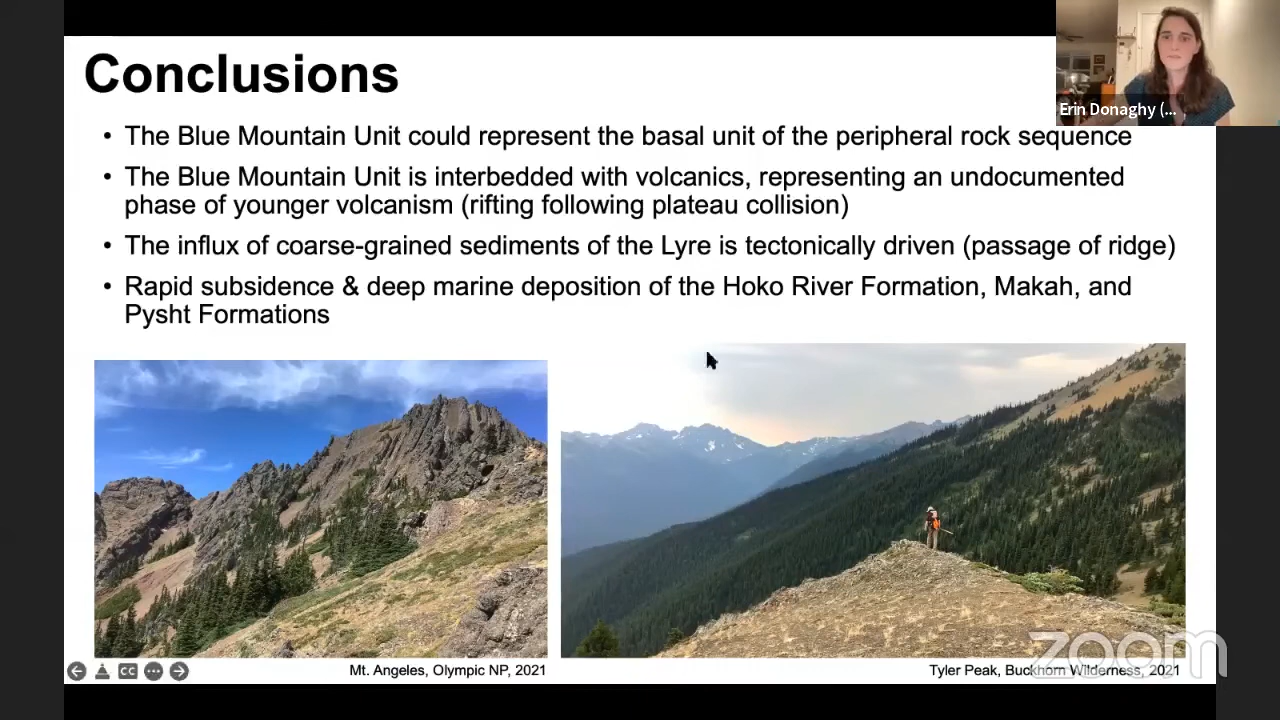 Conclusions
Erin Donaghy (...
• The Blue Mountain Unit could represent the basal unit of the peripheral rock sequence
• The Blue Mountain Unit is interbedded with volcanics, representing an undocumented
phase of younger volcanism (rifting following plateau collision)
• The influx of coarse-grained sediments of the Lyre is tectonically driven (passage of ridge)
• Rapid subsidence & deep marine deposition of the Hoko River Formation, Makah, and
Pysht Formations
CC
Mt. Angeles, Olympic NP, 2021
Tyler Peak, Buckhorn Wilderness, 2021
zoom